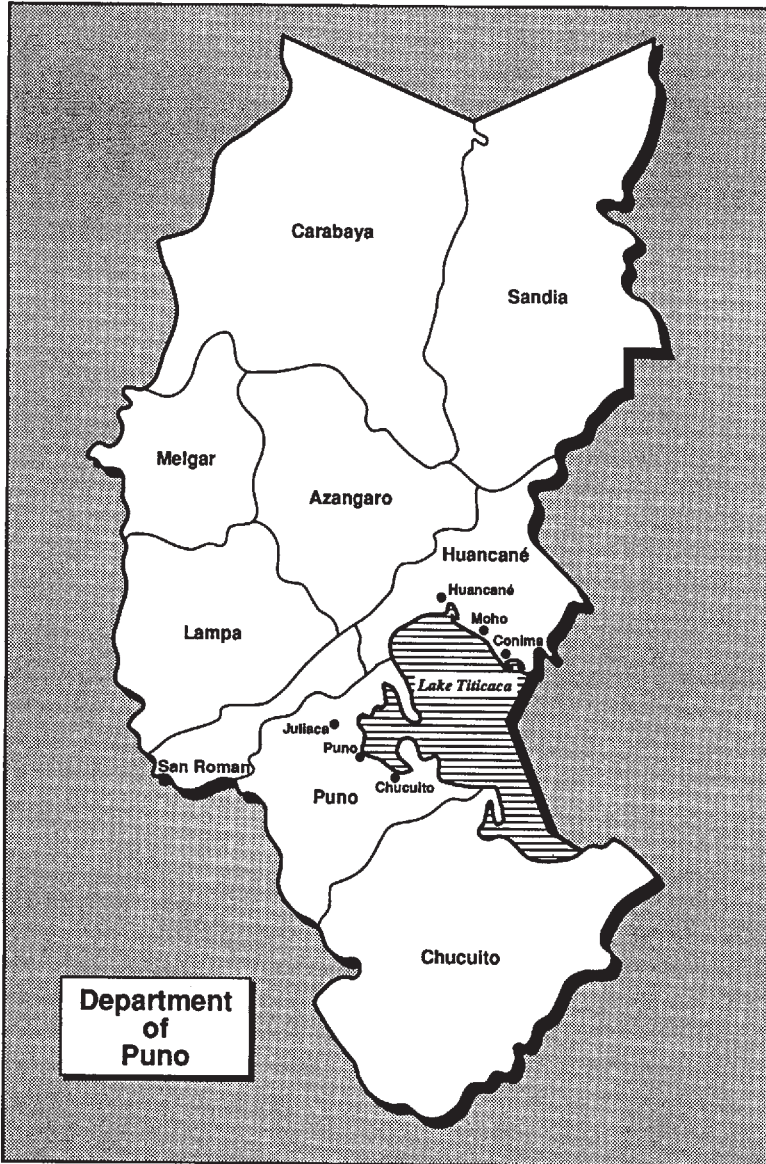 Carabaya
Sandia
Melgar
Azangaro
Huancané
Huancané
Moho
Conima
Lampa
Lake Titicaca
Juliaca
Puno
San Roman
Chucuito
Puno
Chucuito
Department
of
Puno